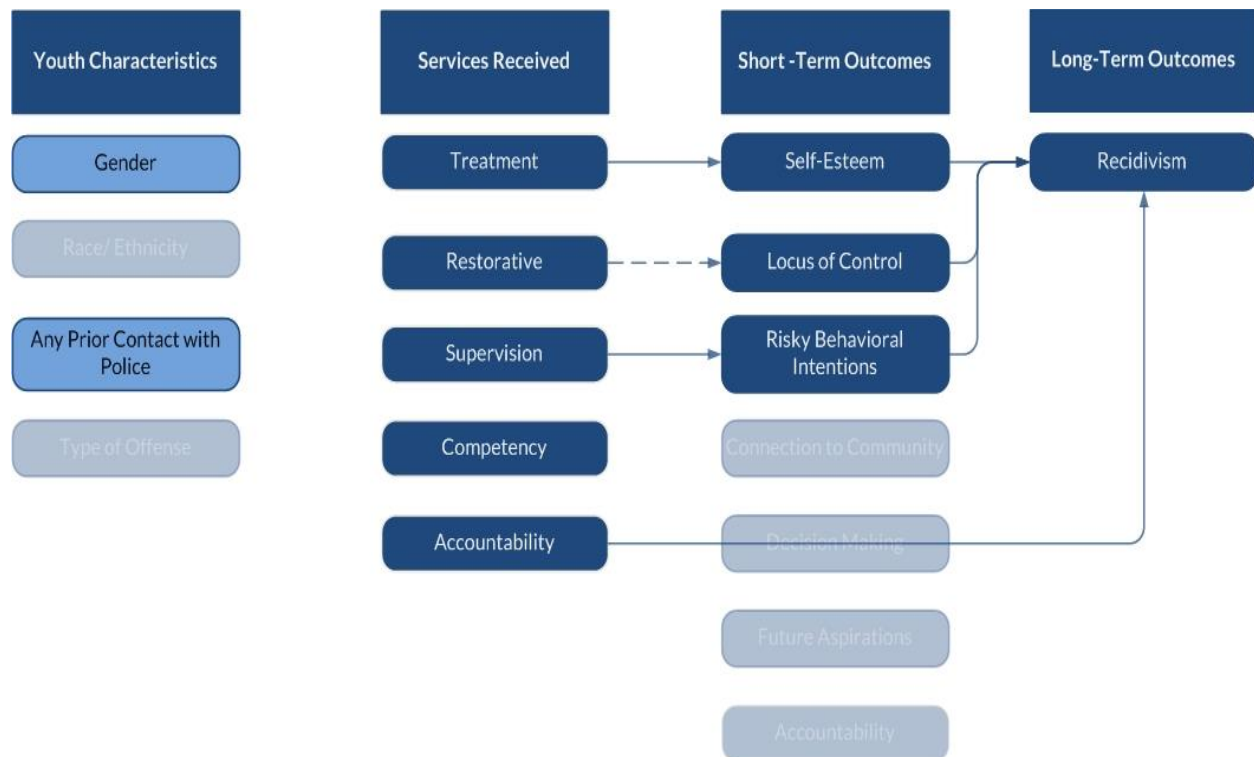 Youth Characteristics
Services Received
Short -Term Outcomes
Long-Term Outcomes
Gender
Treatment
Self-Esteem
Recidivism
Race/ Ethnicity
Restorative
Locus of Control
Any Prior Contact with
Police
Supervision
Risky Behavioral
Intentions
Type of Offense
Competency
Connection to Community
Accountability
Decision Making
Future Aspirations
Accountability